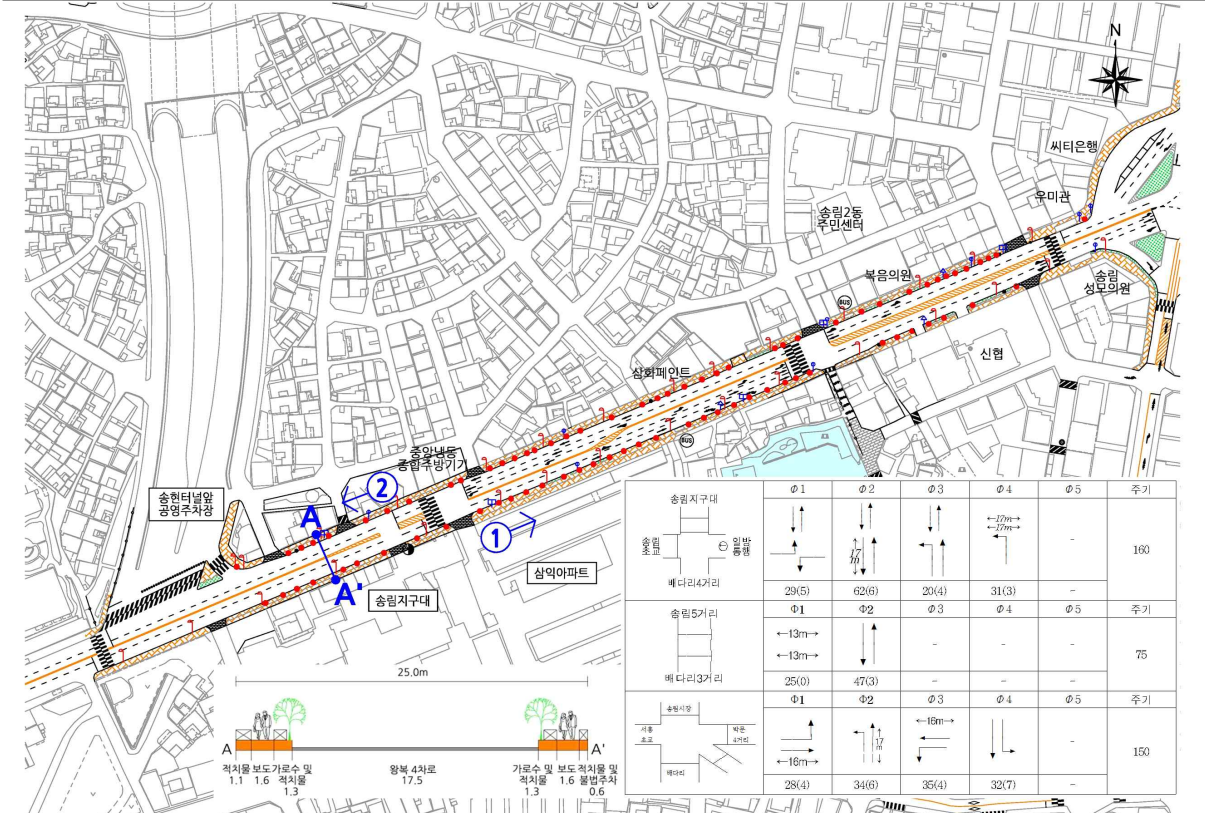 N
씨티은행
우미관
송림2동
주민센터
복음의원
송림
성모의원
BUS
신협
삼화페인트
BUS
중앙냉동
종합주방기기
송현터널앞
공영주차장
②
A
①
삼익아파트
A'
송림지구대
25.0m
A
A'
적치물
1.1
보도
1.6
가로수 및
적치물
1.3
왕복 4차로
17.5
가로수 및
적치물
1.3
보도
1.6
적치물 및
불법주차
0.6
송림지구대
송림
초교
일방
통행
배다리4거리
Φ1 Φ2 Φ3 Φ4 Φ5 주기
17m
17m
17m
- 160
29(5) 62(6) 20(4) 31(3) -
송림5거리
배다리3거리
Φ1 Φ2 Φ3 Φ4 Φ5 주기
13m
13m
- - - 75
25(0) 47(3) - - -
송림시장
서흥
초교
박문
4거리
배다리
Φ1 Φ2 Φ3 Φ4 Φ5 주기
16m
17m
16m
- 150
28(4) 34(6) 35(4) 32(7) -